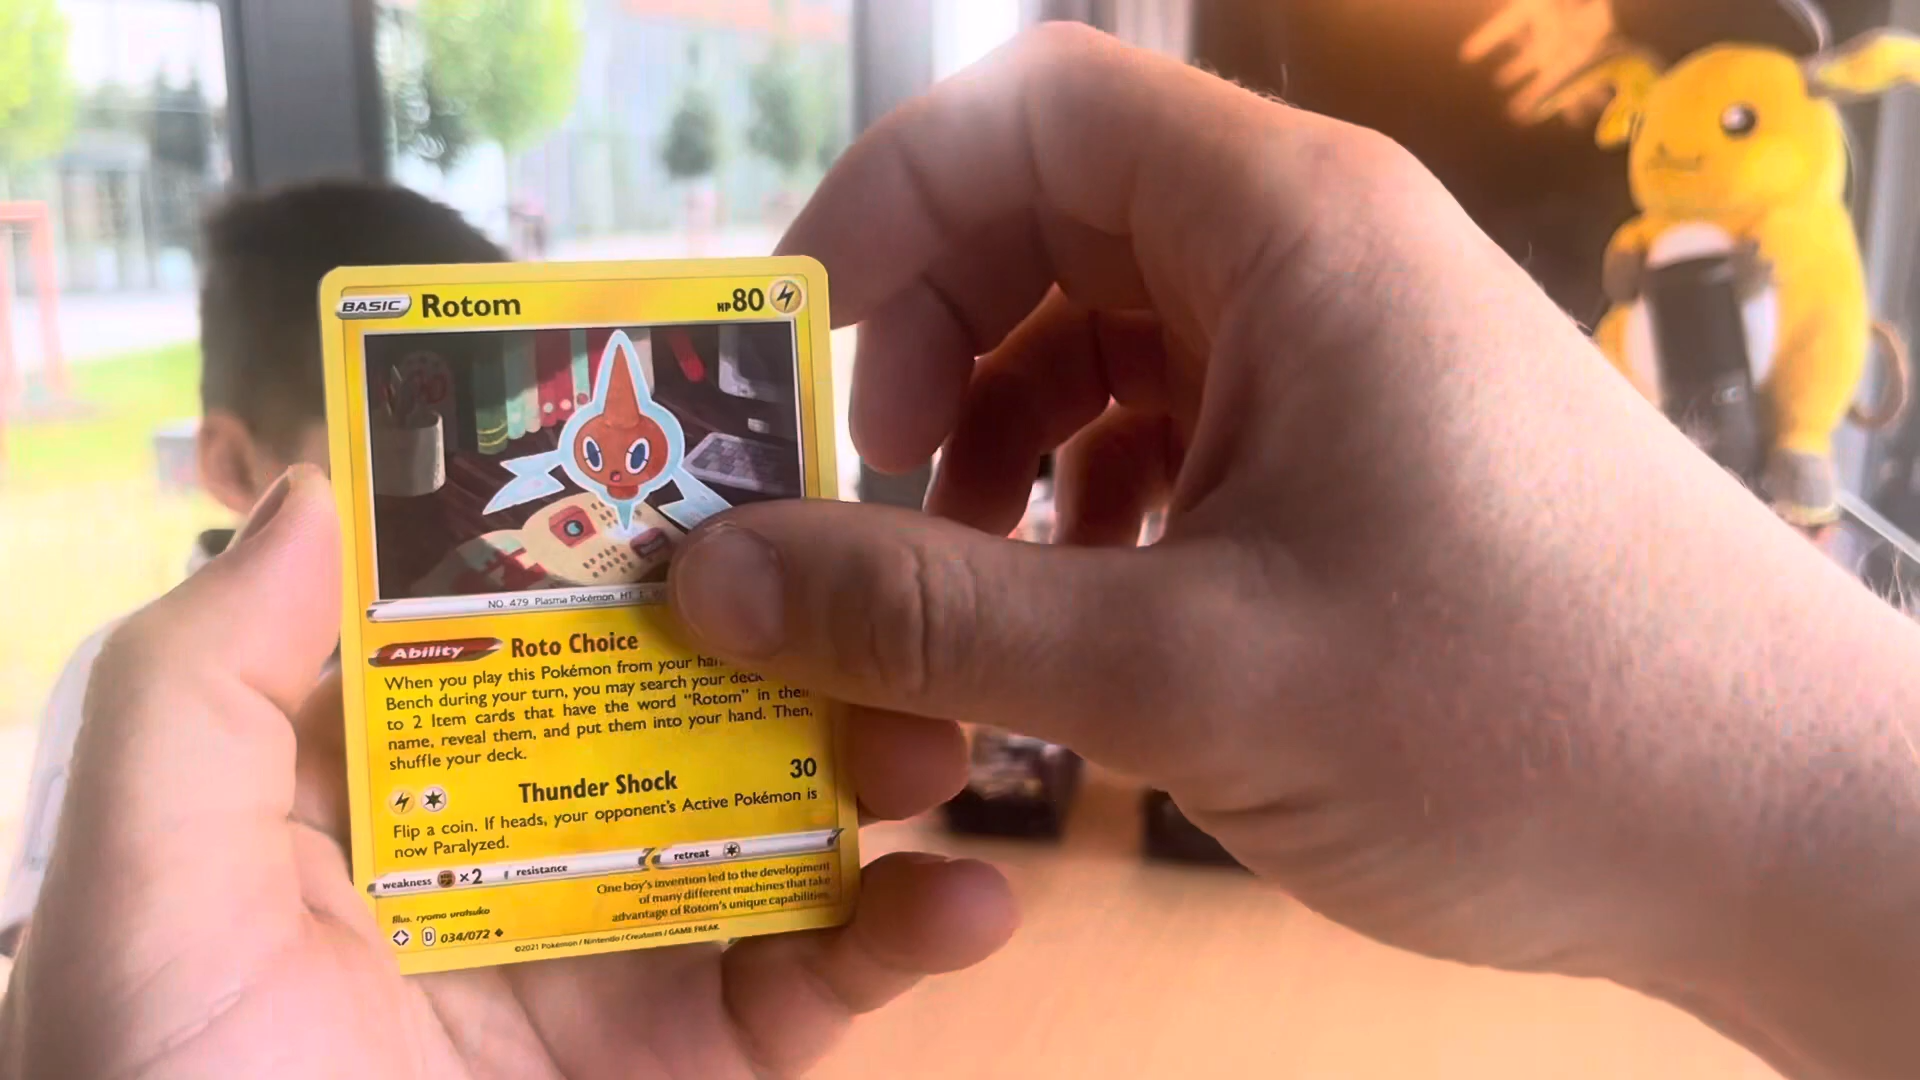 BASIC Rotom HP 80
NO. 479 Plasma Pokémon HT:
Ability Roto Choice
When you play this Pokémon from your
Bench during your turn, you may search your
to 2 Item cards that have the word “Rotom” in
name, reveal them, and put them into your hand. Then,
shuffle your deck.
Thunder Shock 30
Flip a coin. If heads, your opponent's Active Pokémon is
now Paralyzed.
weakness ×2 resistance retreat
One boy's invention led to the development
of many different machines that take
advantage of Rotom's unique capabilities.
Illus. ryoma uratsuka
D 034/072
©2021 Pokémon / Nintendo / Creatures / GAME FREAK